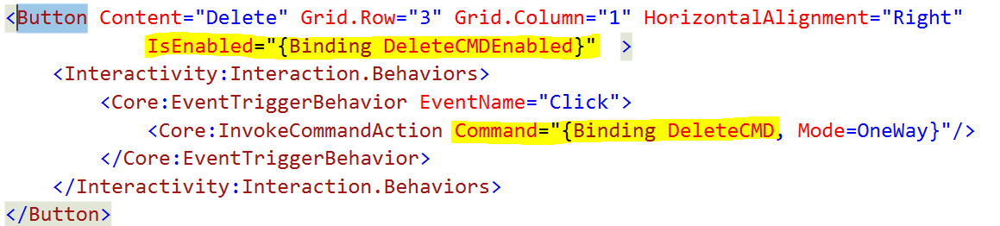 <Button Content="Delete" Grid.Row="3" Grid.Column="1" HorizontalAlignment="Right"
IsEnabled="{Binding DeleteCMDEnabled}" >
<Interactivity:Interaction.Behaviors>
<Core:EventTriggerBehavior EventName="Click">
<Core:InvokeCommandAction Command="{Binding DeleteCMD, Mode=OneWay}"/>
</Core:EventTriggerBehavior>
</Interactivity:Interaction.Behaviors>
</Button>